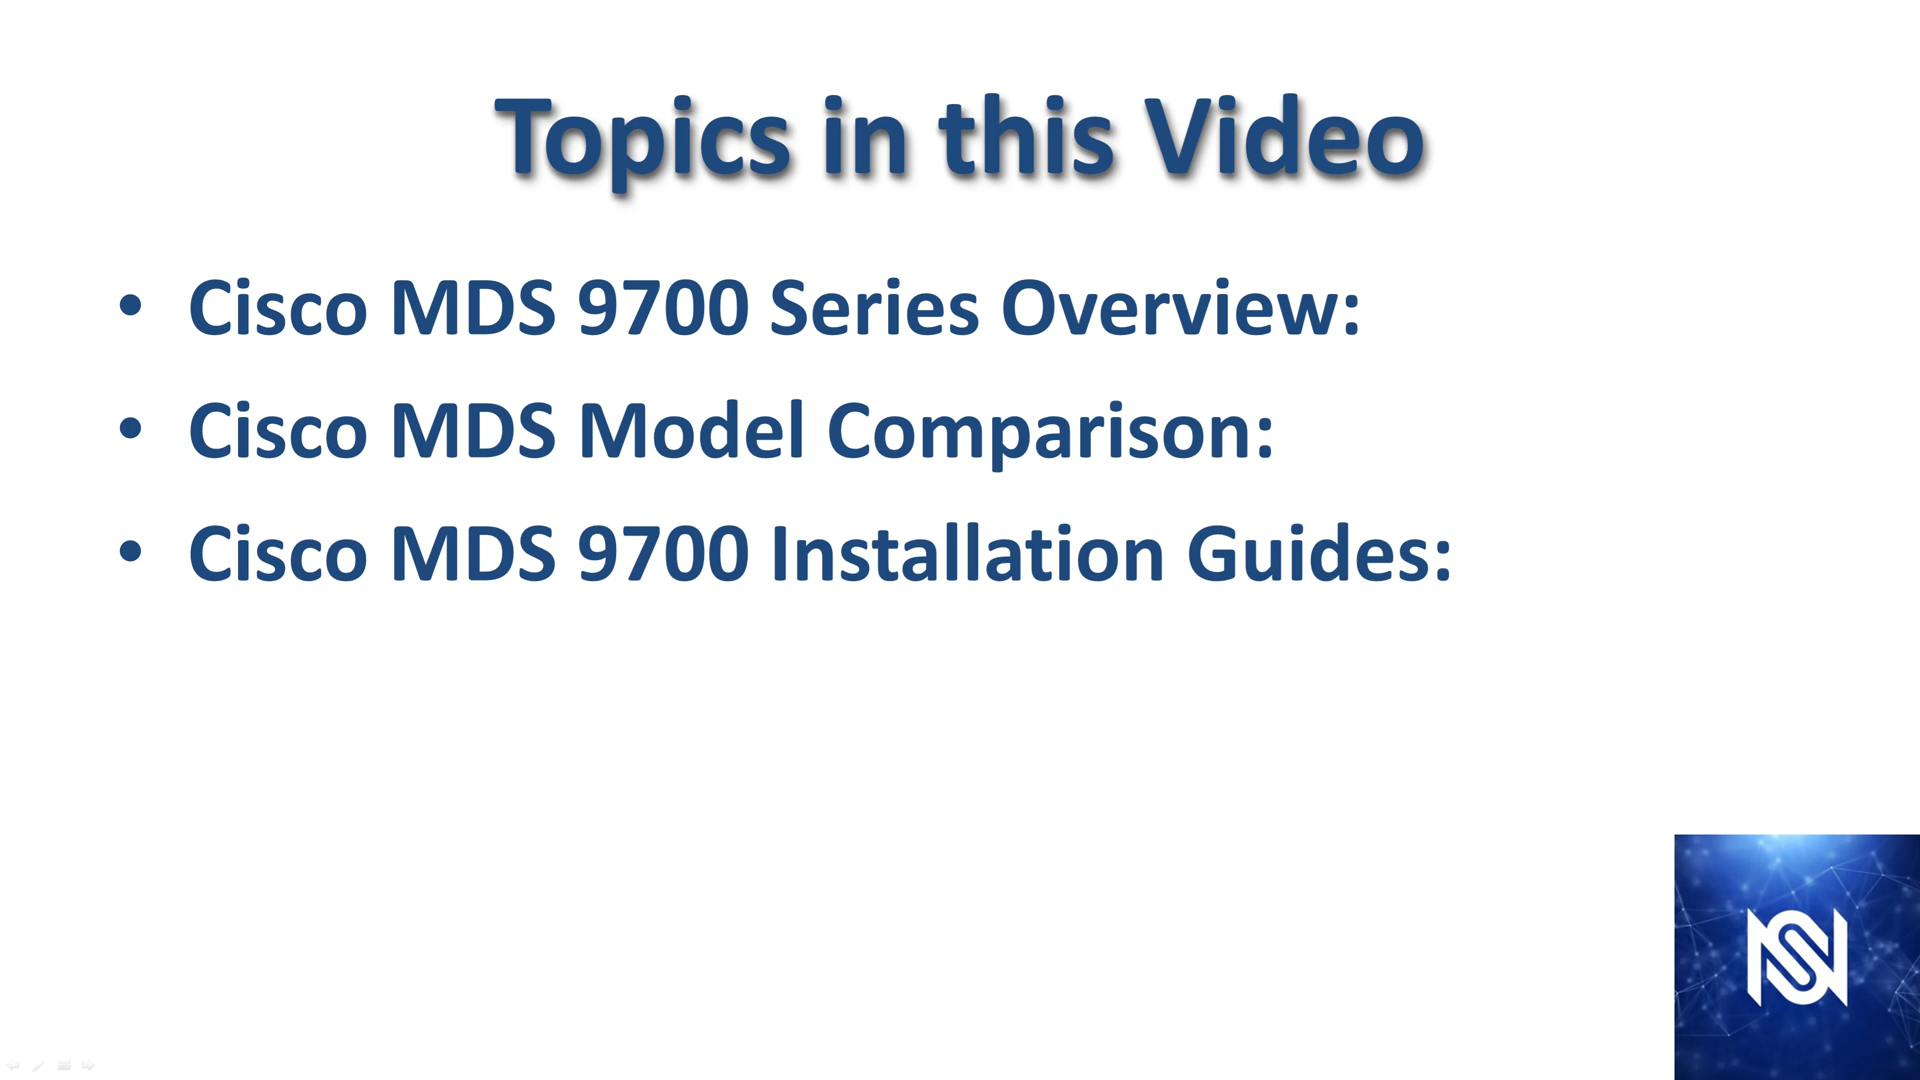 Topics in this Video
• Cisco MDS 9700 Series Overview:
• Cisco MDS Model Comparison:
• Cisco MDS 9700 Installation Guides: